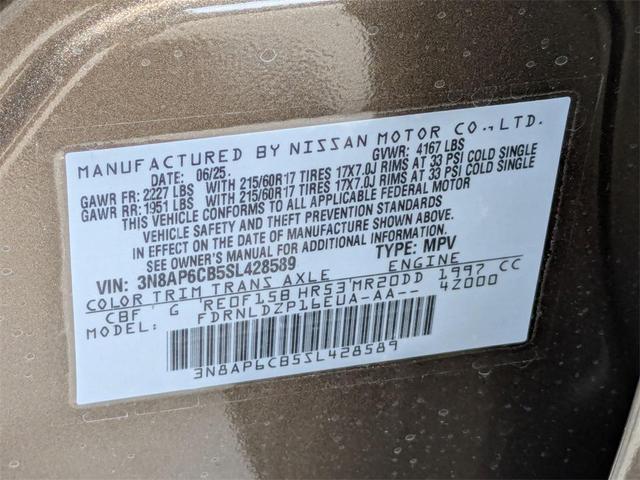 MANUFACTURED BY NISSAN MOTOR CO.,LTD.
DATE: 06/25. GVWR: 4167 LBS
GAWR FR: 2227 LBS WITH 215/60R17 TIRES 17X7.0J RIMS AT 33 PSI COLD SINGLE
GAWR RR: 1951 LBS WITH 215/60R17 TIRES 17X7.0J RIMS AT 33 PSI COLD SINGLE
THIS VEHICLE CONFORMS TO ALL APPLICABLE FEDERAL MOTOR
VEHICLE SAFETY AND THEFT PREVENTION STANDARDS
IN EFFECT ON THE DATE OF MANUFACTURE SHOWN ABOVE.
SEE OWNER'S MANUAL FOR ADDITIONAL INFORMATION.
VIN: 3N8AP6CB5SL428589 TYPE: MPV
COLOR TRIM TRANS AXLE ENGINE
CBF G RE0F15B HR53 MR20DD 1997 CC
FDRNLDZP16EUA-AA-- 4Z000
3N8AP6CB5SL428589